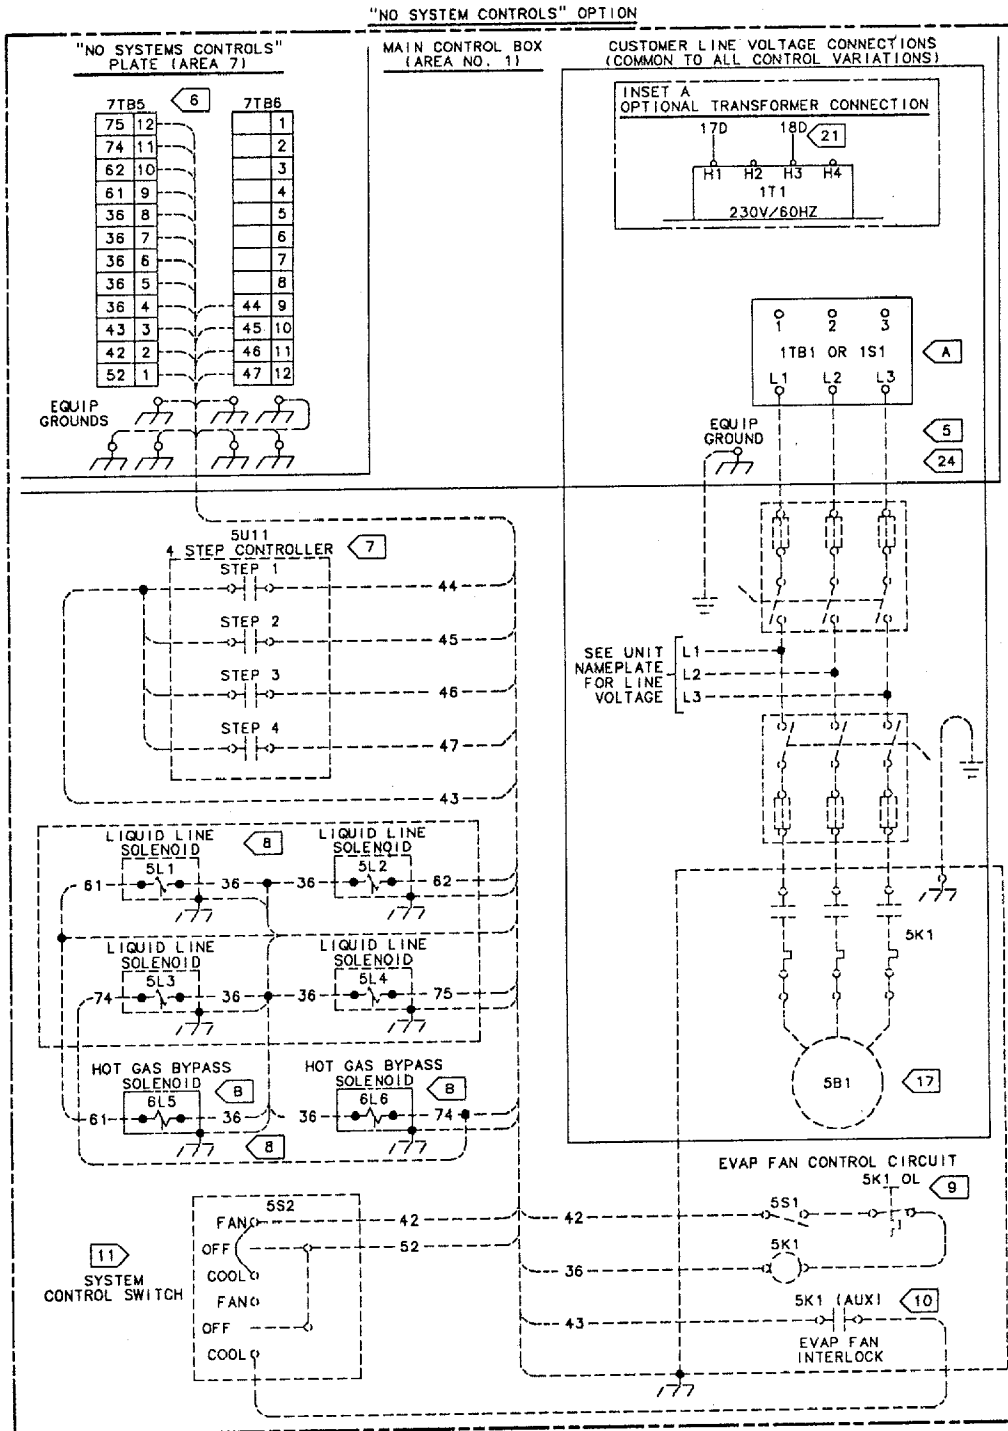 "NO SYSTEM CONTROLS" OPTION
"NO SYSTEMS CONTROLS"
PLATE (AREA 7)
MAIN CONTROL BOX
(AREA NO. 1)
CUSTOMER LINE VOLTAGE CONNECTIONS
(COMMON TO ALL CONTROL VARIATIONS)
7TB5 6 7TB6
75 12 1
74 11 2
62 10 3
61 9 4
36 8 5
36 7 6
36 6 7
36 5 8
36 4 44 9
43 3 45 10
42 2 46 11
52 1 47 12
EQUIP
GROUNDS
INSET A
OPTIONAL TRANSFORMER CONNECTION
17D 18D 21
H1 H2 H3 H4
1T1
230V/60HZ
1 2 3
1TB1 OR 1S1
A
L1 L2 L3
EQUIP
GROUND
5
24
5U11
4 STEP CONTROLLER 7
STEP 1
44
STEP 2
45
STEP 3
46
STEP 4
47
43
SEE UNIT
NAMEPLATE
FOR LINE
VOLTAGE
L1
L2
L3
LIQUID LINE
SOLENOID
8
LIQUID LINE
SOLENOID
61 5L1 36 36 5L2 62
LIQUID LINE
SOLENOID
LIQUID LINE
SOLENOID
74 5L3 36 36 5L4 75
HOT GAS BYPASS
SOLENOID
8
HOT GAS BYPASS
SOLENOID
8
61 6L5 36 36 6L6 74
8
5K1
5B1
17
EVAP FAN CONTROL CIRCUIT
5K1 OL 9
5S2
FAN
OFF
COOL
FAN
OFF
COOL
11
SYSTEM
CONTROL SWITCH
42
52
42 5S1
36 5K1
43 5K1 (AUX) 10
EVAP FAN
INTERLOCK